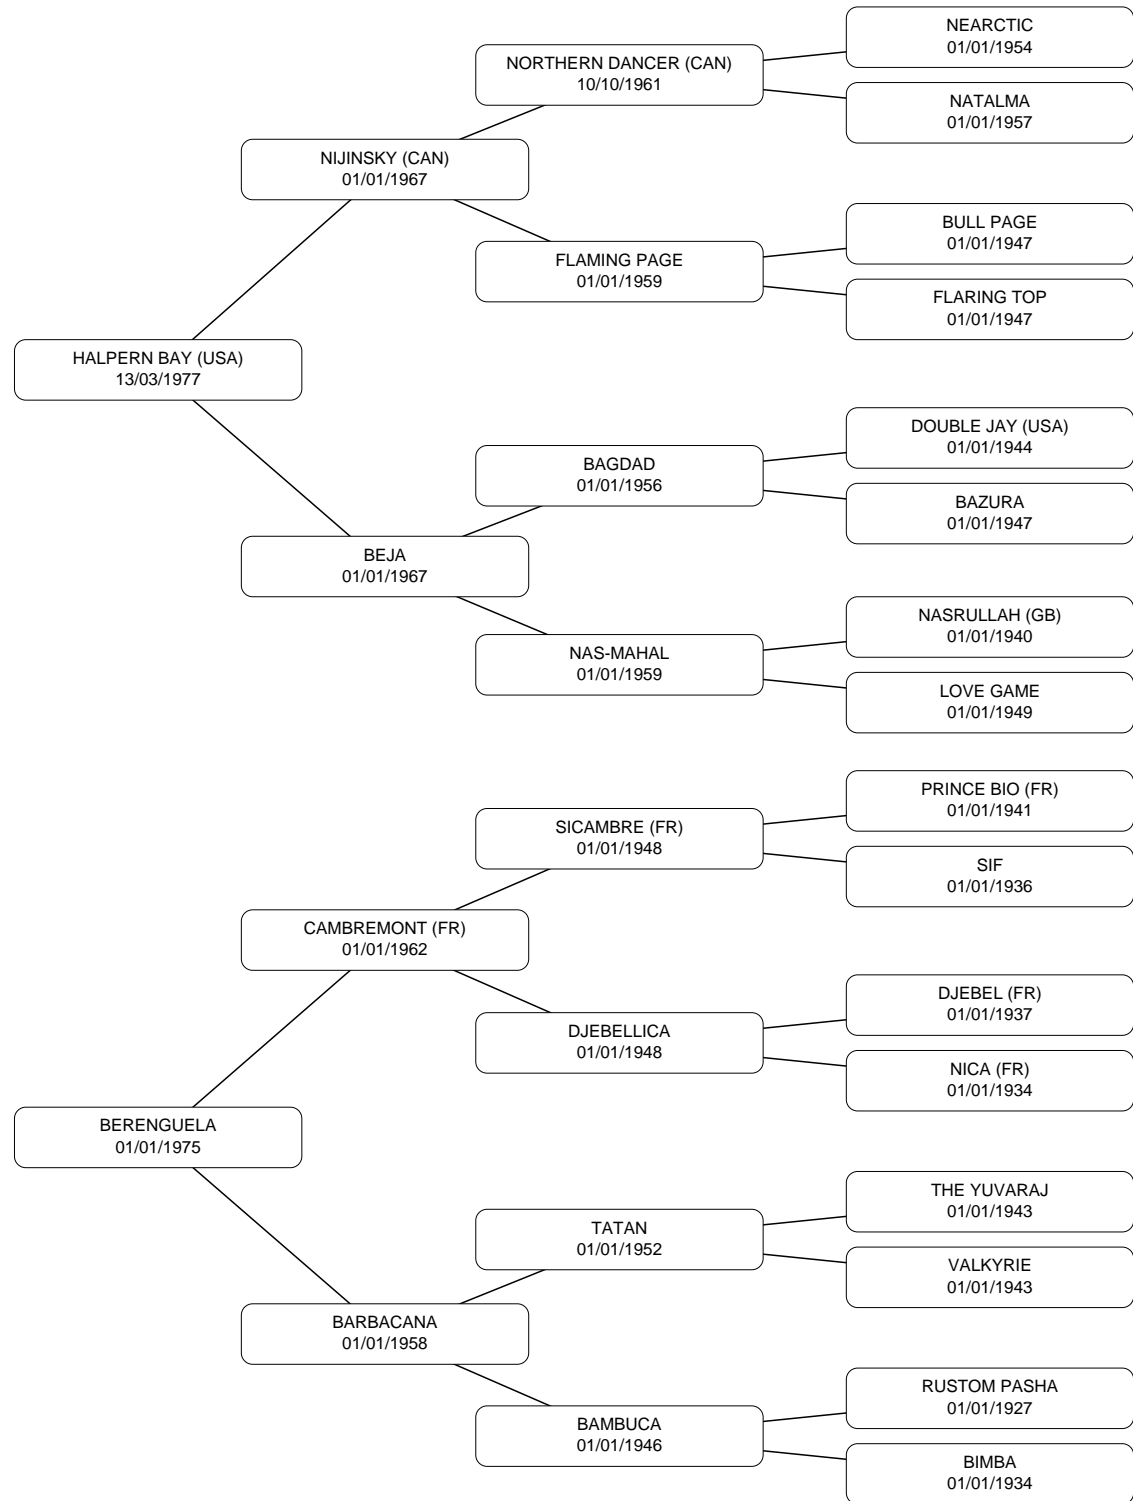 NEARCTIC
01/01/1954
NORTHERN DANCER (CAN)
10/10/1961
NATALMA
01/01/1957
NIJINSKY (CAN)
01/01/1967
BULL PAGE
01/01/1947
FLAMING PAGE
01/01/1959
FLARING TOP
01/01/1947
HALPERN BAY (USA)
13/03/1977
DOUBLE JAY (USA)
01/01/1944
BAGDAD
01/01/1956
BAZURA
01/01/1947
BEJA
01/01/1967
NASRULLAH (GB)
01/01/1940
NAS-MAHAL
01/01/1959
LOVE GAME
01/01/1949
PRINCE BIO (FR)
01/01/1941
SICAMBRE (FR)
01/01/1948
SIF
01/01/1936
CAMBREMONT (FR)
01/01/1962
DJEBEL (FR)
01/01/1937
DJEBELLICA
01/01/1948
NICA (FR)
01/01/1934
BERENGUELA
01/01/1975
THE YUVARAJ
01/01/1943
TATAN
01/01/1952
VALKYRIE
01/01/1943
BARBACANA
01/01/1958
RUSTOM PASHA
01/01/1927
BAMBUCA
01/01/1946
BIMBA
01/01/1934